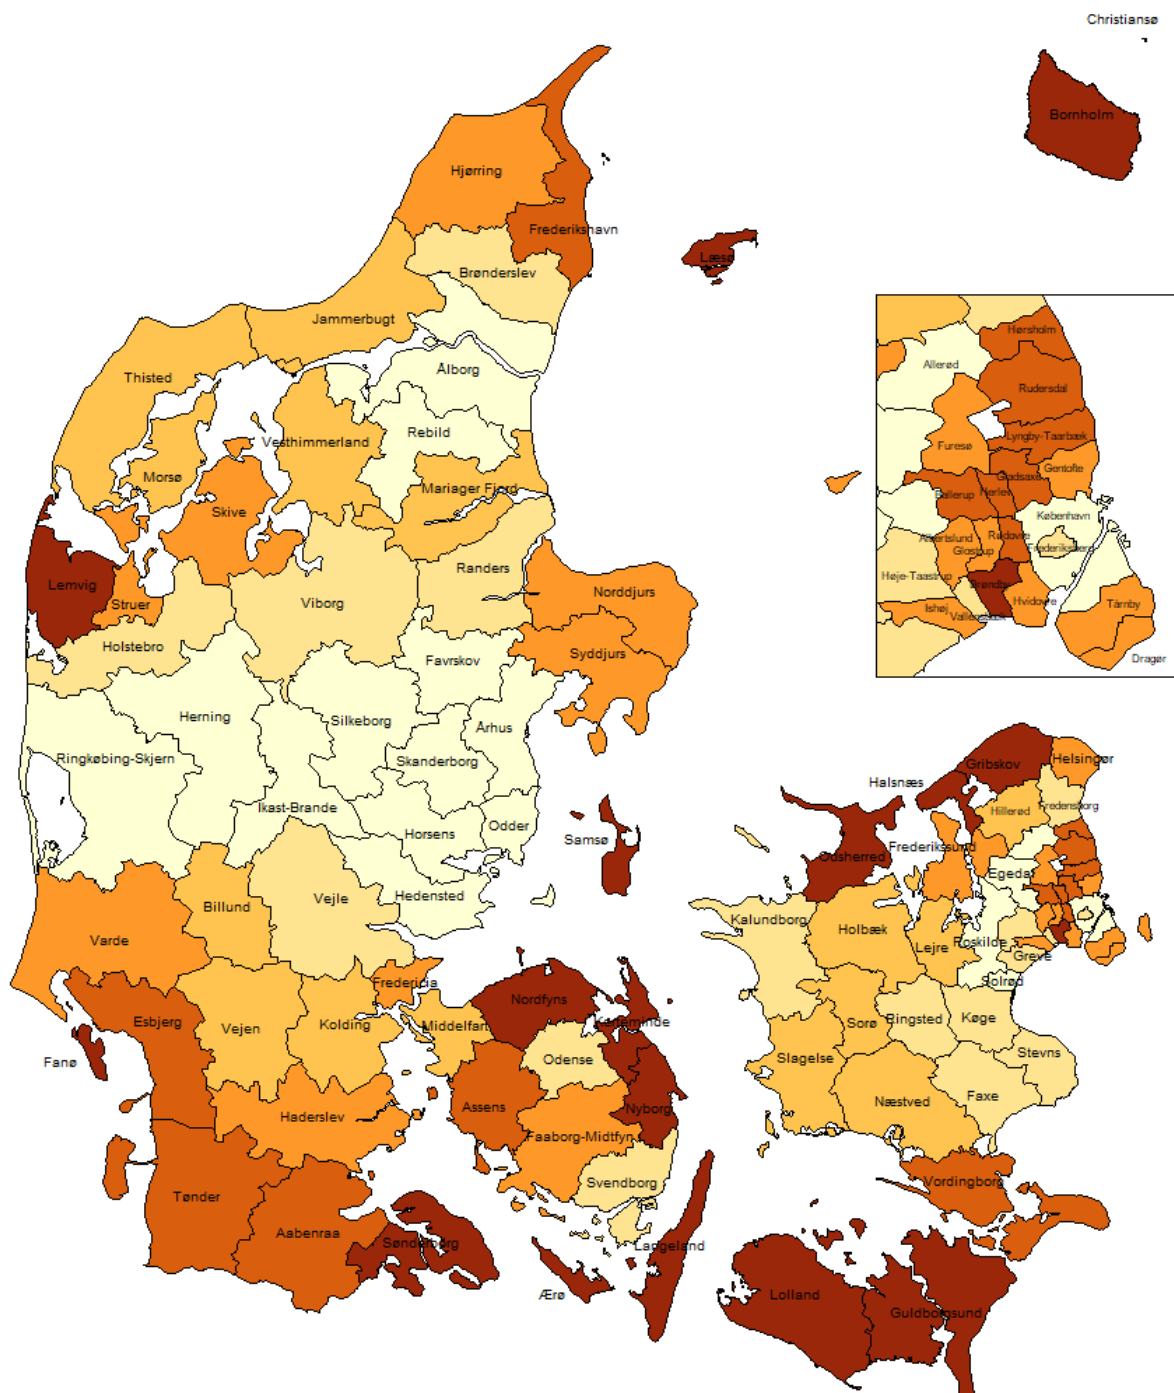 Christiansø
Bornholm
Hjørring
Frederikshavn
Læsø
Brønderslev
Jammerbugt
Ålborg
Thisted
Rebild
Vesthimmerland
Morsø
Mariager Fjord
Skive
Lemvig
Struer
Viborg
Randers
Norddjurs
Holstebro
Syddjurs
Favrskov
Herning
Silkeborg
Århus
Ringkøbing-Skjern
Skanderborg
Ikast-Brande
Horsens
Odder
Samsø
Hedensted
Vejle
Billund
Varde
Fredericia
Esbjerg
Vejen
Kolding
Middelfart
Nordfyns
Kerteminde
Fanø
Odense
Assens
Nyborg
Haderslev
Faaborg-Midtfyn
Svendborg
Tønder
Aabenraa
Sønderborg
Langeland
Ærø
Hørsholm
Allerød
Rudersdal
Lyngby-Taarbæk
Furesø
Gentofte
Gladsaxe
Ballerup
Herlev
København
Albertslund
Rødovre
Frederiksberg
Glostrup
Høje-Taastrup
Brøndby
Hvidovre
Tårnby
Ishøj
Vallensbæk
Dragør
Gribskov
Helsingør
Halsnæs
Hillerød
Fredensborg
Odsherred
Frederikssund
Egedal
Kalundborg
Holbæk
Lejre
Roskilde
Greve
Solrød
Sorø
Ringsted
Køge
Slagelse
Stevns
Næstved
Faxe
Vordingborg
Lolland
Guldborgsund